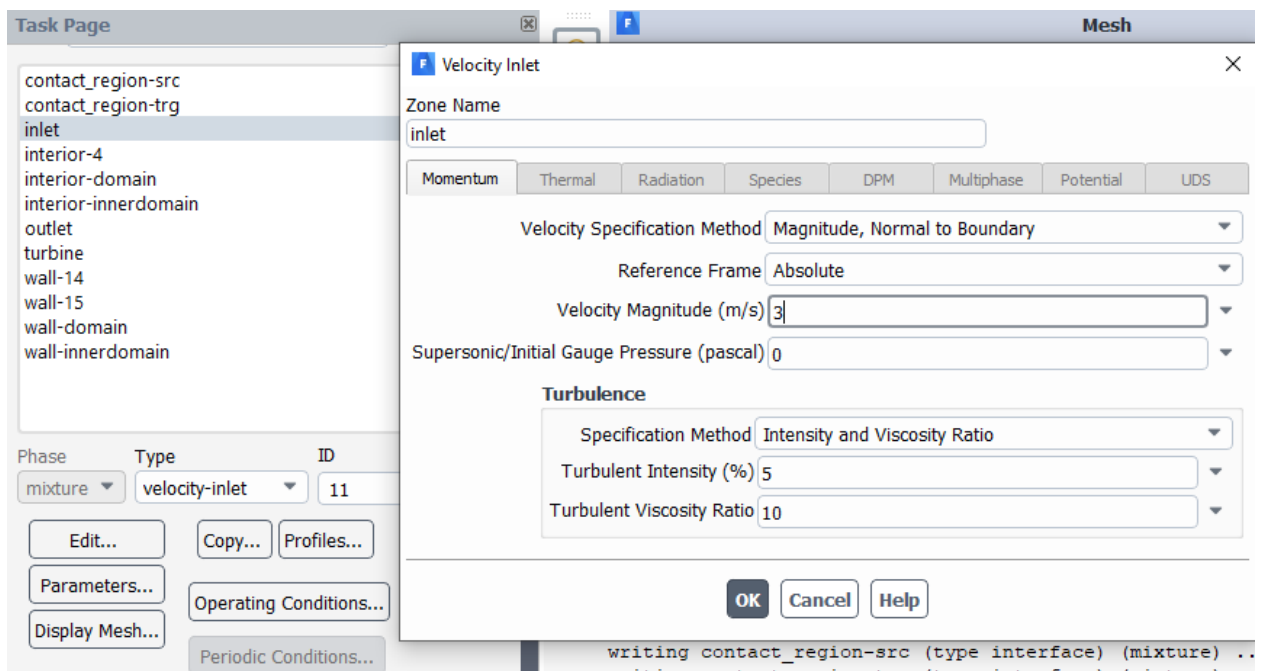 Task Page
Mesh
contact_region-src
contact_region-trg
inlet
interior-4
interior-domain
interior-innerdomain
outlet
turbine
wall-14
wall-15
wall-domain
wall-innerdomain
Phase Type ID
mixture velocity-inlet 11
Edit... Copy... Profiles...
Parameters... Operating Conditions...
Display Mesh...
Periodic Conditions...
F Velocity Inlet
Zone Name
inlet
Momentum Thermal Radiation Species DPM Multiphase Potential UDS
Velocity Specification Method Magnitude, Normal to Boundary
Reference Frame Absolute
Velocity Magnitude (m/s) 3
Supersonic/Initial Gauge Pressure (pascal) 0
Turbulence
Specification Method Intensity and Viscosity Ratio
Turbulent Intensity (%) 5
Turbulent Viscosity Ratio 10
OK Cancel Help
writing contact_region-src (type interface) (mixture) ..